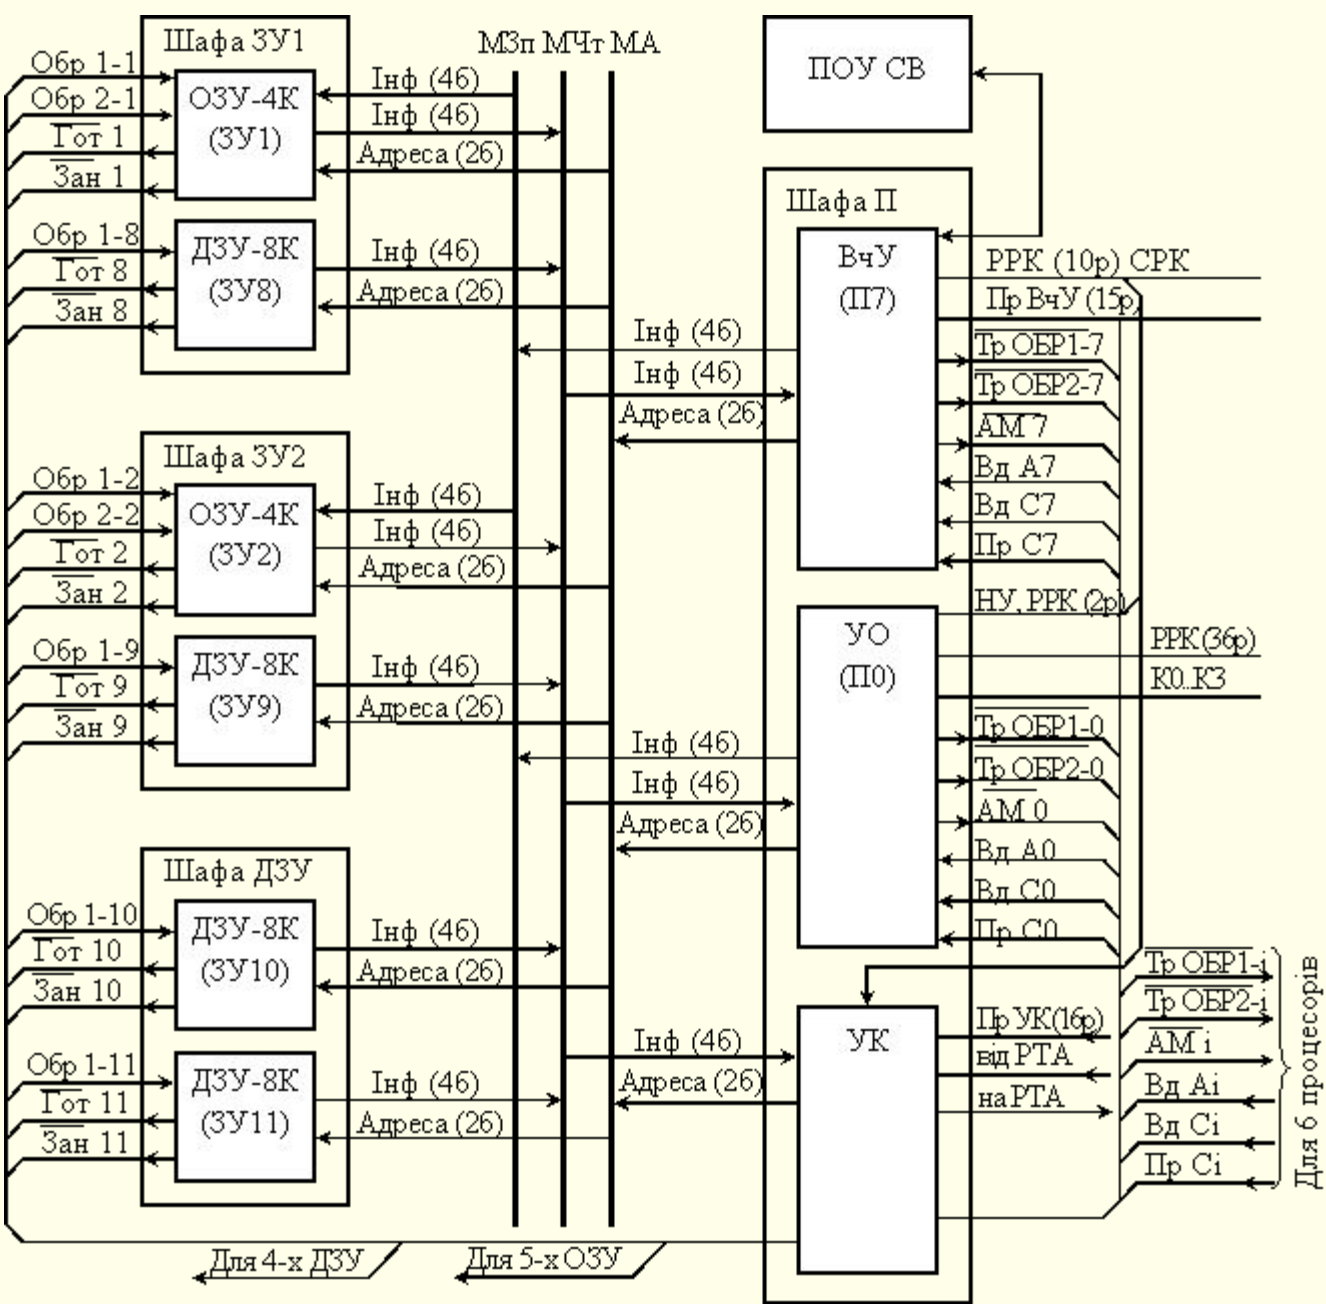 Шафа ЗУ1
Обр 1-1
Обр 2-1
Гот 1
Зан 1
ОЗУ-4К
(ЗУ1)
Інф (46)
Інф (46)
Адреса (26)
Обр 1-8
Гот 8
Зан 8
ДЗУ-8К
(ЗУ8)
Інф (46)
Адреса (26)
МЗп МЧт МА
ПОУ СВ
Шафа П
ВчУ
(П7)
Інф (46)
Інф (46)
Адреса (26)
РРК (10р) СРК
Пр ВчУ (15р)
Тр ОБР1-7
Тр ОБР2-7
АМ 7
Вд А7
Вд С7
Пр С7
Шафа ЗУ2
Обр 1-2
Обр 2-2
Гот 2
Зан 2
ОЗУ-4К
(ЗУ2)
Інф (46)
Інф (46)
Адреса (26)
Обр 1-9
Гот 9
Зан 9
ДЗУ-8К
(ЗУ9)
Інф (46)
Адреса (26)
УО
(П0)
Інф (46)
Інф (46)
Адреса (26)
НУ, РРК (2р)
РРК(36р)
К0..К3
Тр ОБР1-0
Тр ОБР2-0
АМ 0
Вд А0
Вд С0
Пр С0
Шафа ДЗУ
Обр 1-10
Гот 10
Зан 10
ДЗУ-8К
(ЗУ10)
Інф (46)
Адреса (26)
Обр 1-11
Гот 11
Зан 11
ДЗУ-8К
(ЗУ11)
Інф (46)
Адреса (26)
УК
Інф (46)
Адреса (26)
Пр УК(16р)
від РТА
на РТА
Тр ОБР1-і
Тр ОБР2-і
АМ і
Вд Аі
Вд Сі
Пр Сі
Для 6 процесорів
Для 4-х ДЗУ
Для 5-х ОЗУ